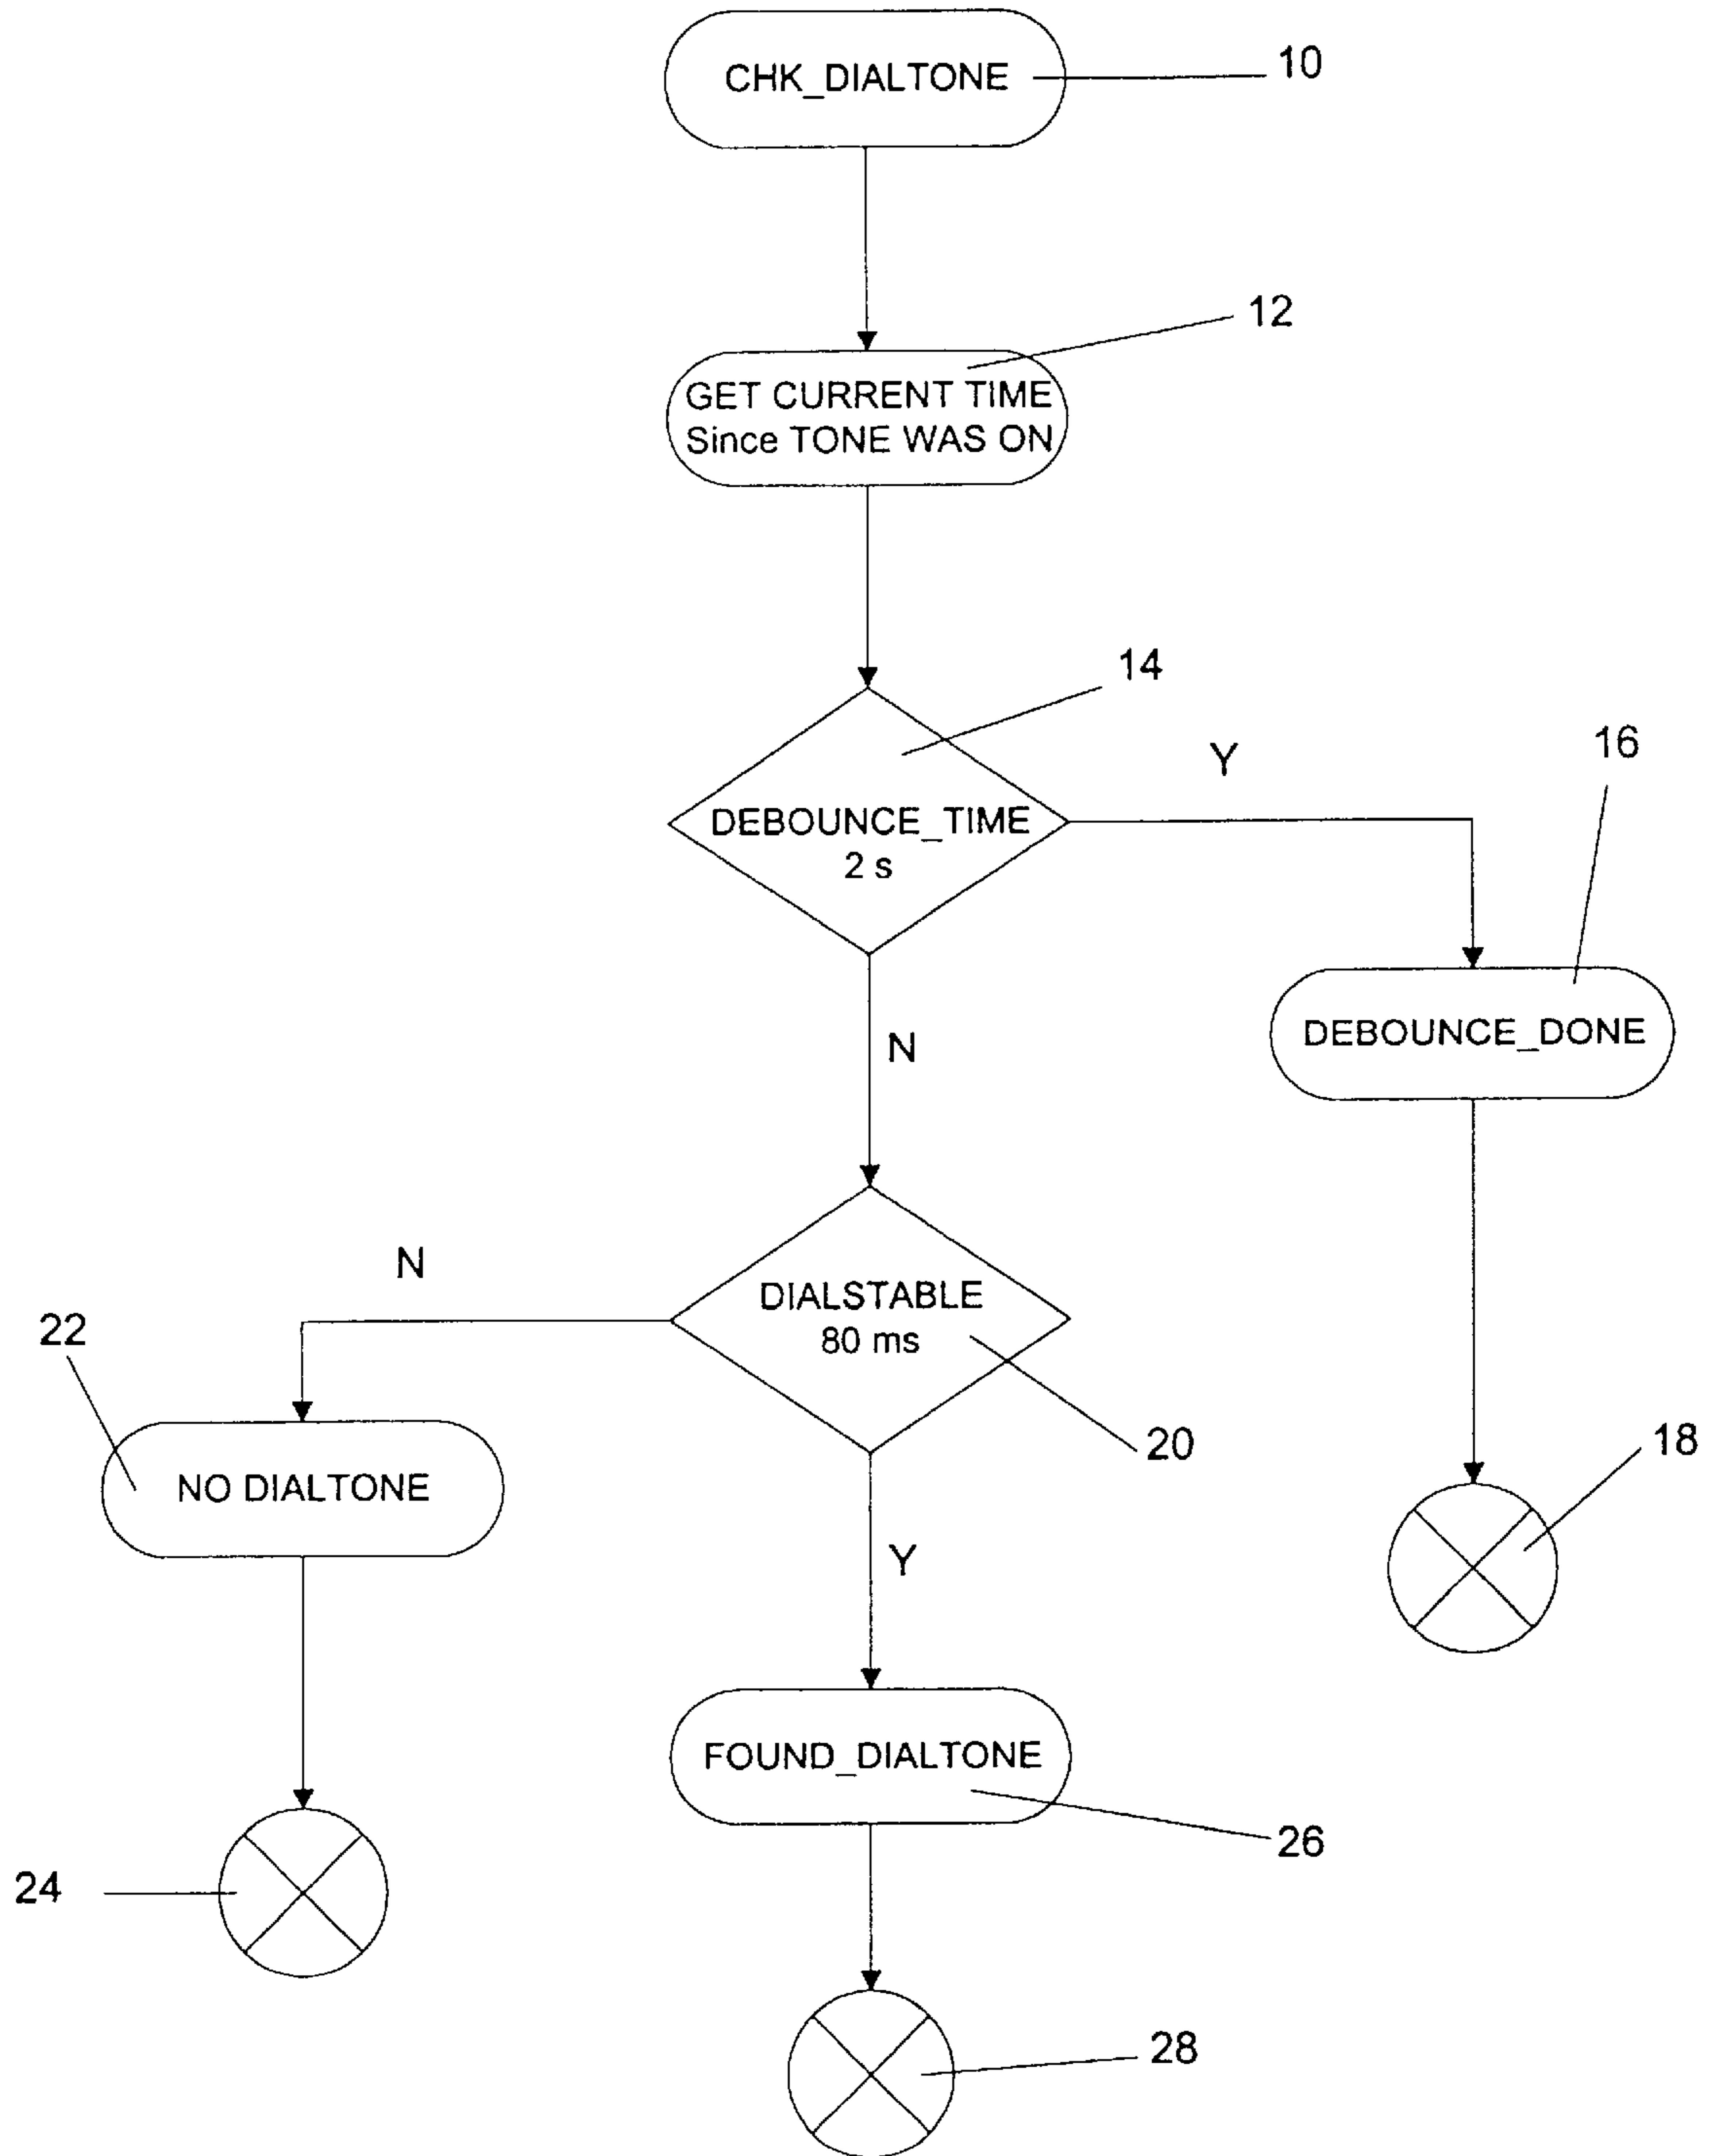 CHK_DIALTONE
10
12
GET CURRENT TIME
Since TONE WAS ON
14
Y
16
DEBOUNCE_TIME
2 s
DEBOUNCE_DONE
N
N
DIALSTABLE
80 ms
22
20
18
NO DIALTONE
Y
FOUND_DIALTONE
26
24
28